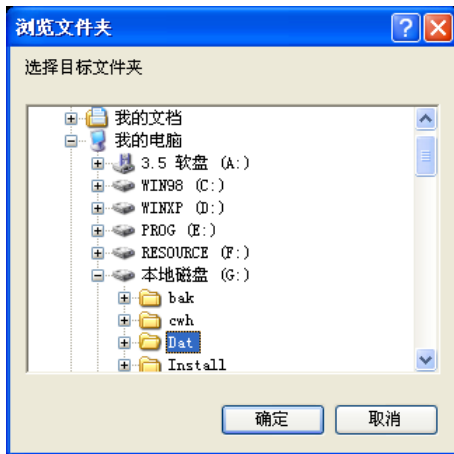 浏览文件夹
选择目标文件夹
我的文档
我的电脑
3.5 软盘 (A:)
WIN98 (C:)
WINXP (D:)
PROG (E:)
RESOURCE (F:)
本地磁盘 (G:)
bak
cwh
Dat
Install
确定 取消